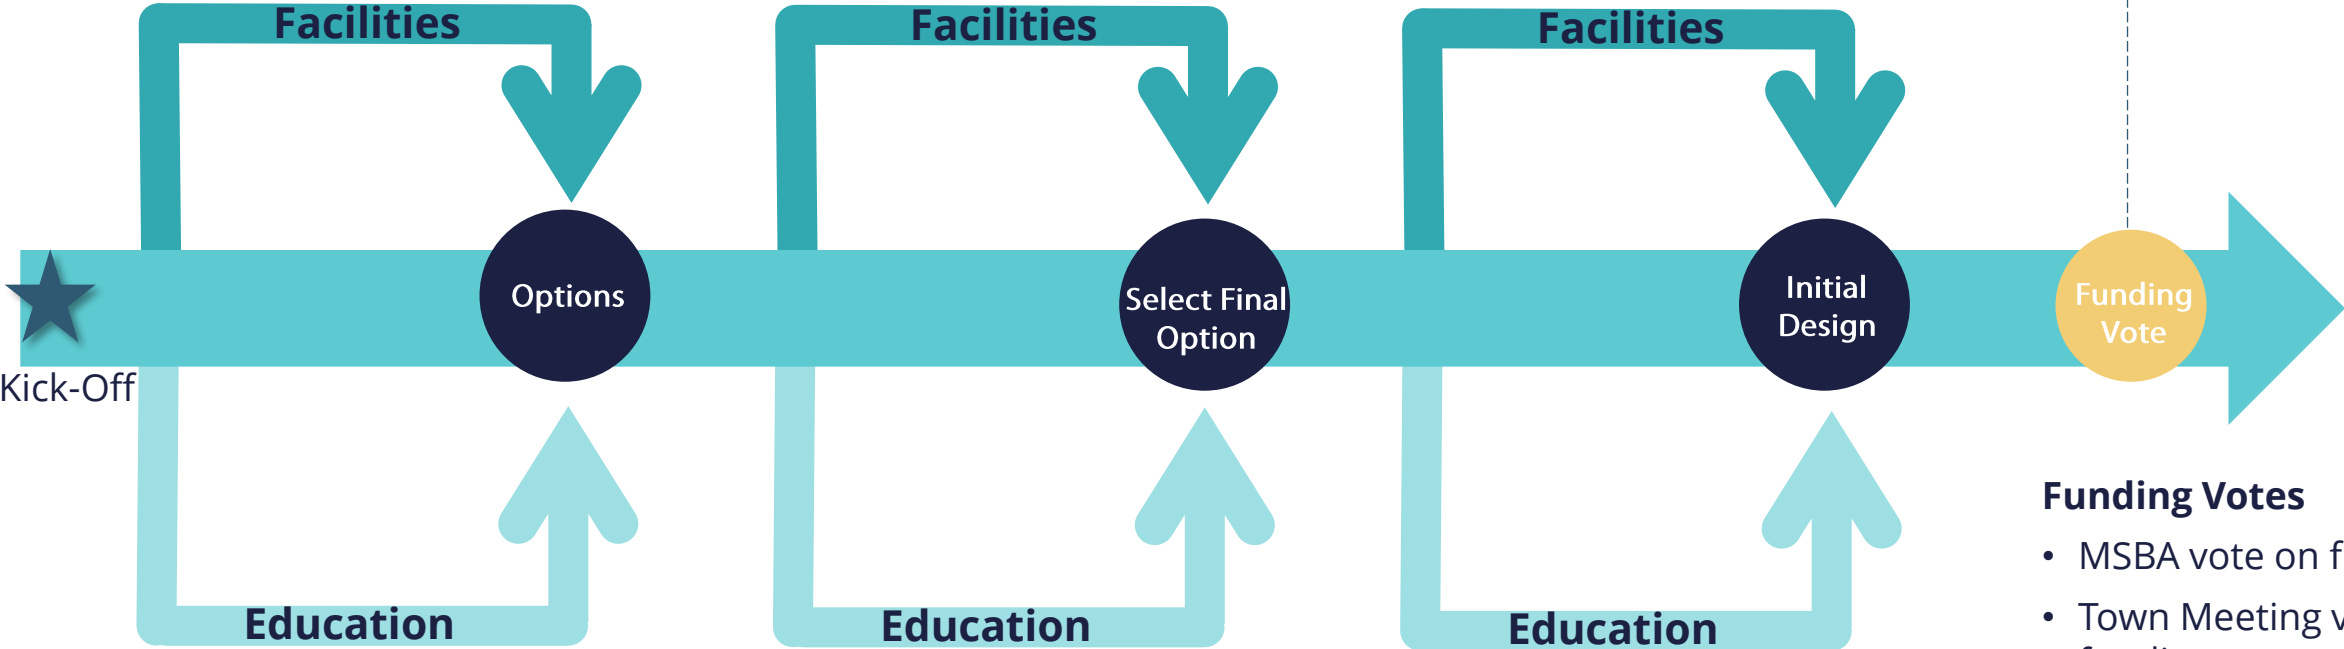 Facilities
Facilities
Facilities
Options
Select Final
Option
Initial
Design
Funding
Vote
Kick-Off
Education
Education
Education
Funding Votes
• MSBA vote on
• Town Meeting